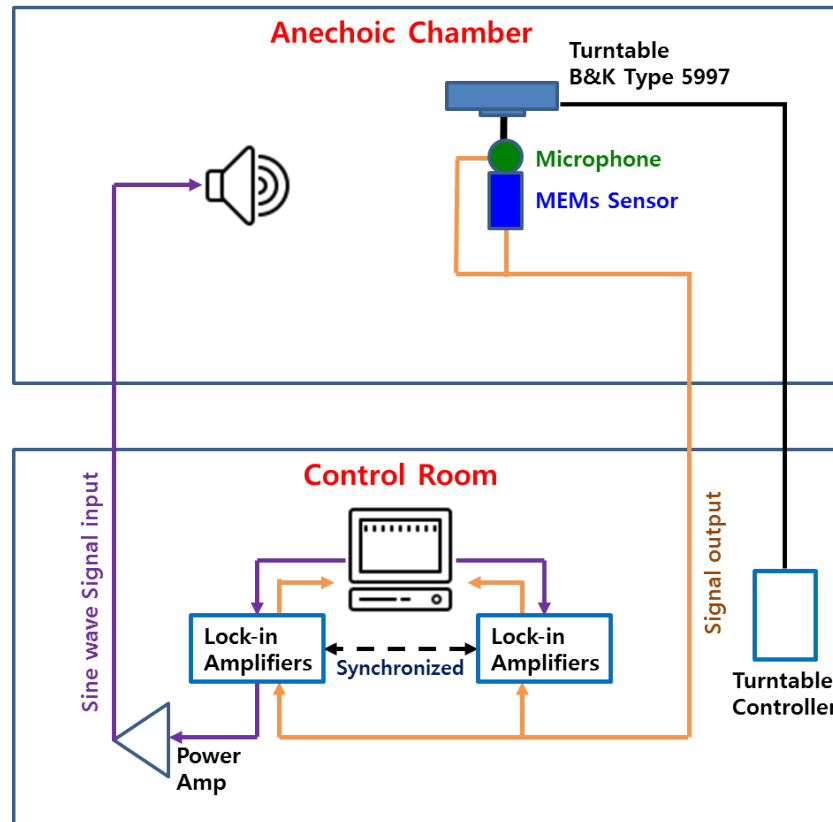 Anechoic Chamber
Turntable
B&K Type 5997
Microphone
MEMs Sensor
Control Room
Sine wave Signal input
Signal output
Lock-in
Amplifiers
Synchronized
Lock-in
Amplifiers
Power
Amp
Turntable
Controller